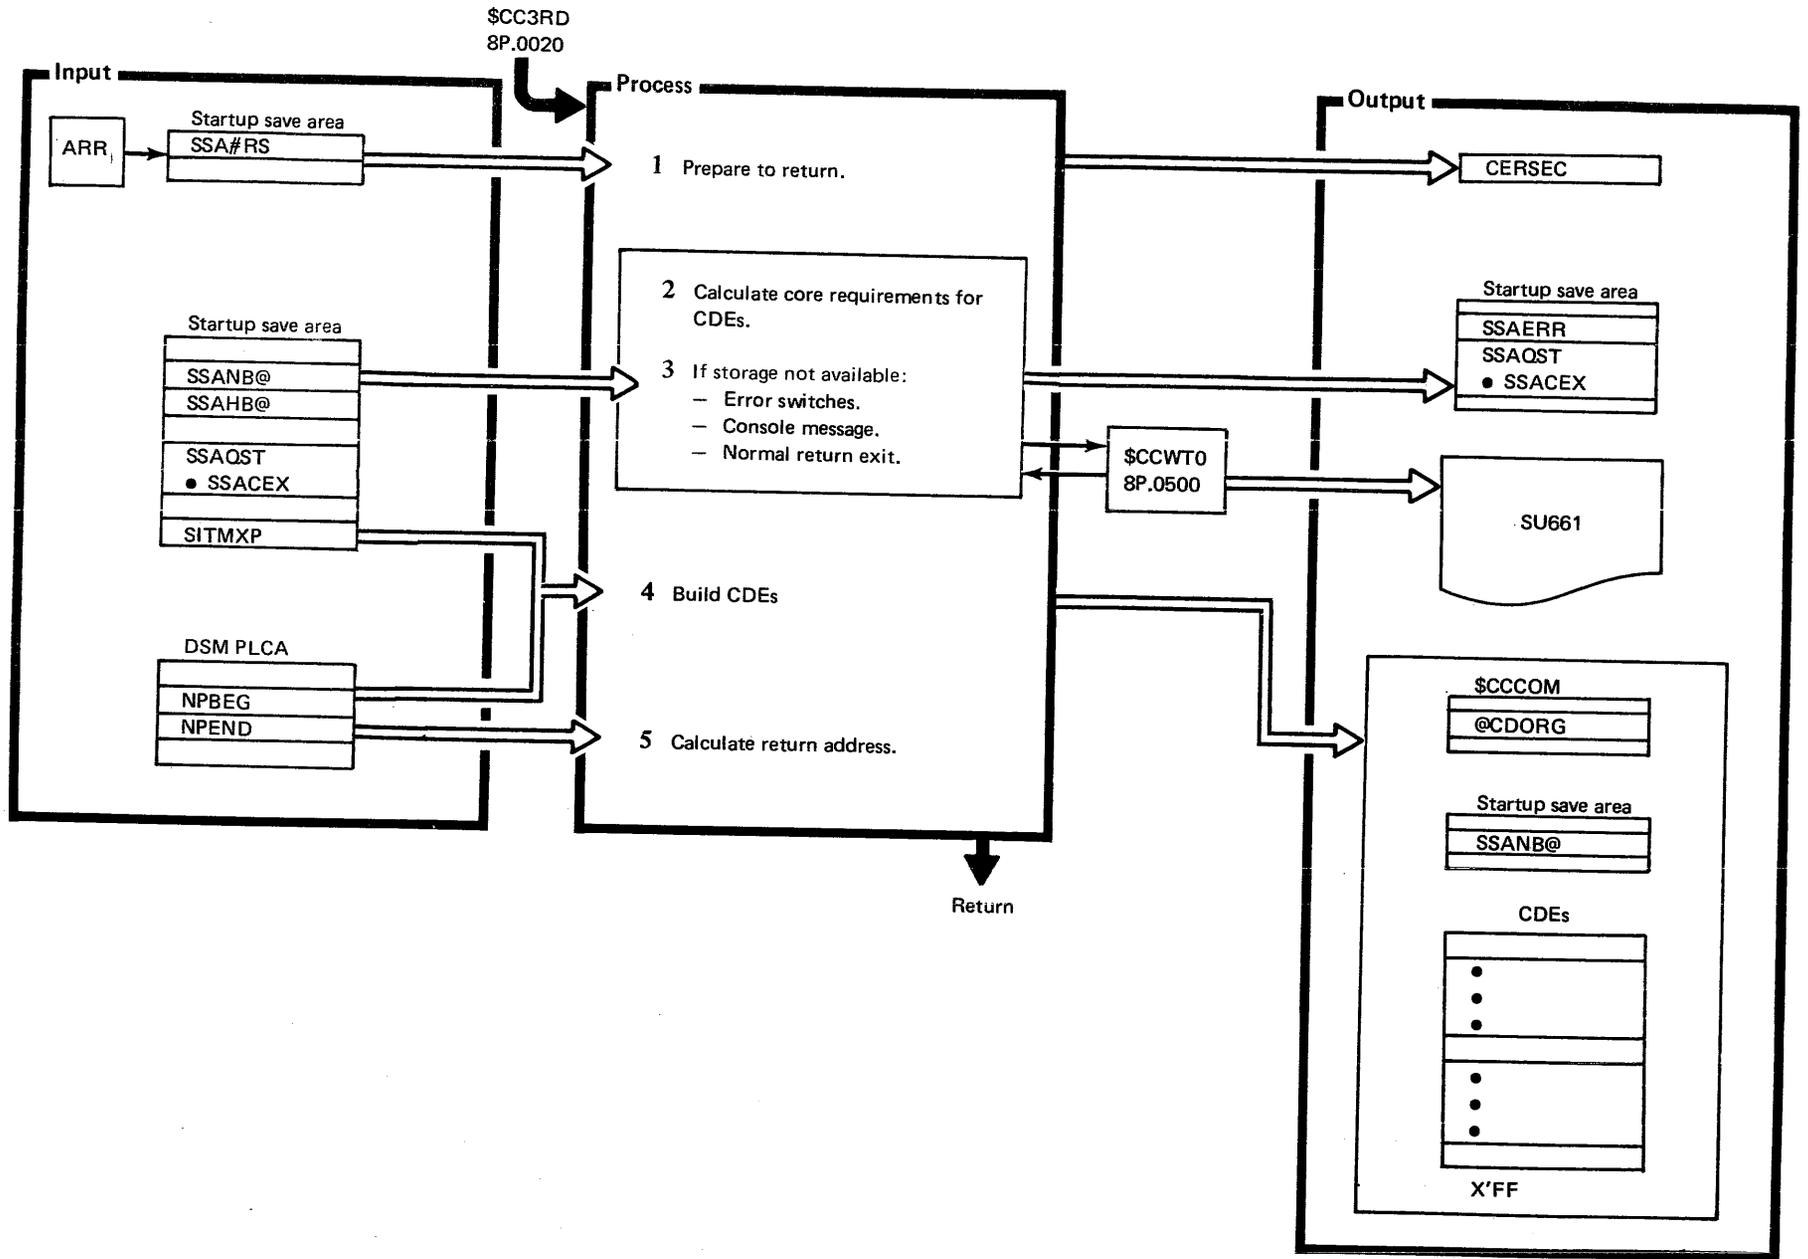 $CC3RD
8P.0020
Input
ARR
Startup save area
SSA#RS
Startup save area
SSANB@
SSAHB@
SSAQST
● SSACEX
SITMXP
DSM PLCA
NPBEG
NPEND
Process
1 Prepare to return.
2 Calculate core requirements for
CDEs.
3 If storage not available:
– Error switches.
– Console message.
– Normal return exit.
4 Build CDEs
5 Calculate return address.
Return
$CCWT0
8P.0500
Output
CERSEC
Startup save area
SSAERR
SSAQST
● SSACEX
SU661
$CCCOM
@CDORG
Startup save area
SSANB@
CDEs
X'FF